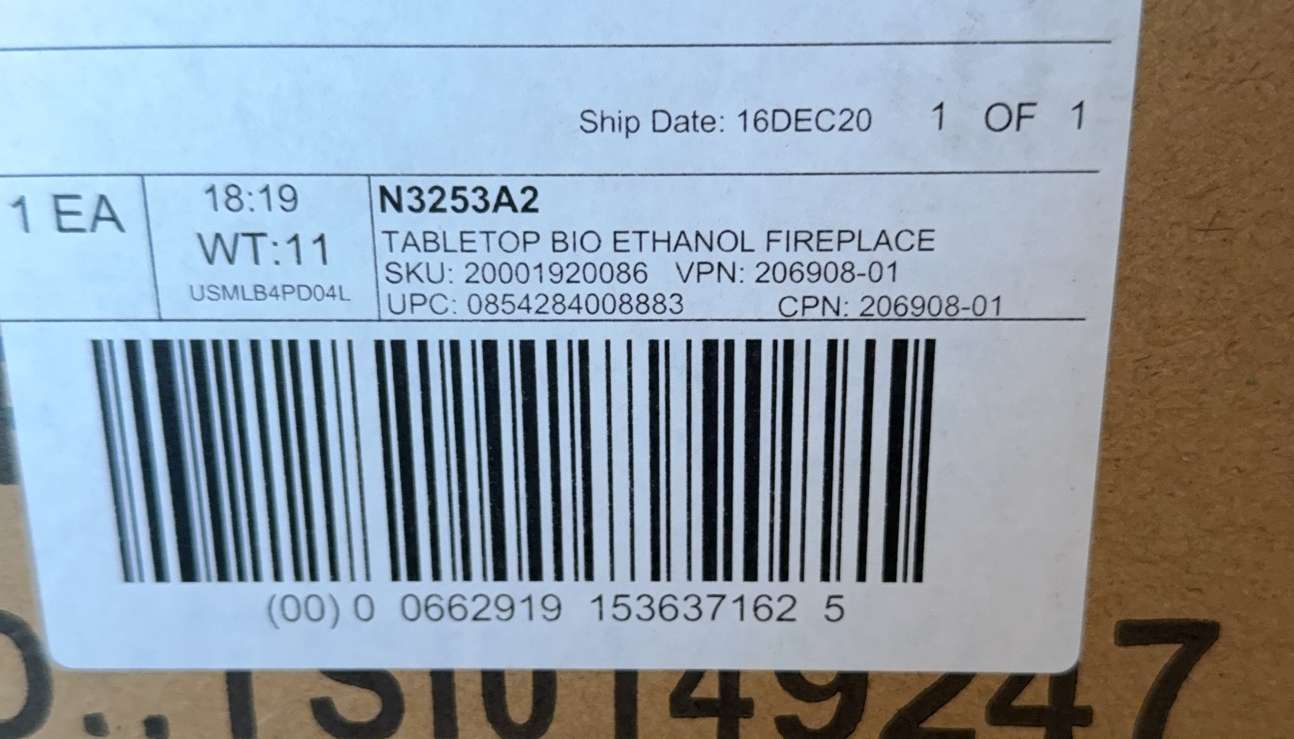 Ship Date: 16DEC20 1 OF 1
1 EA
18:19
WT:11
USMLB4PD04L
N3253A2
TABLETOP BIO ETHANOL FIREPLACE
SKU: 20001920086 VPN: 206908-01
UPC: 0854284008883 CPN: 206908-01
(00) 0 0662919 153637162 5
TSI0149247